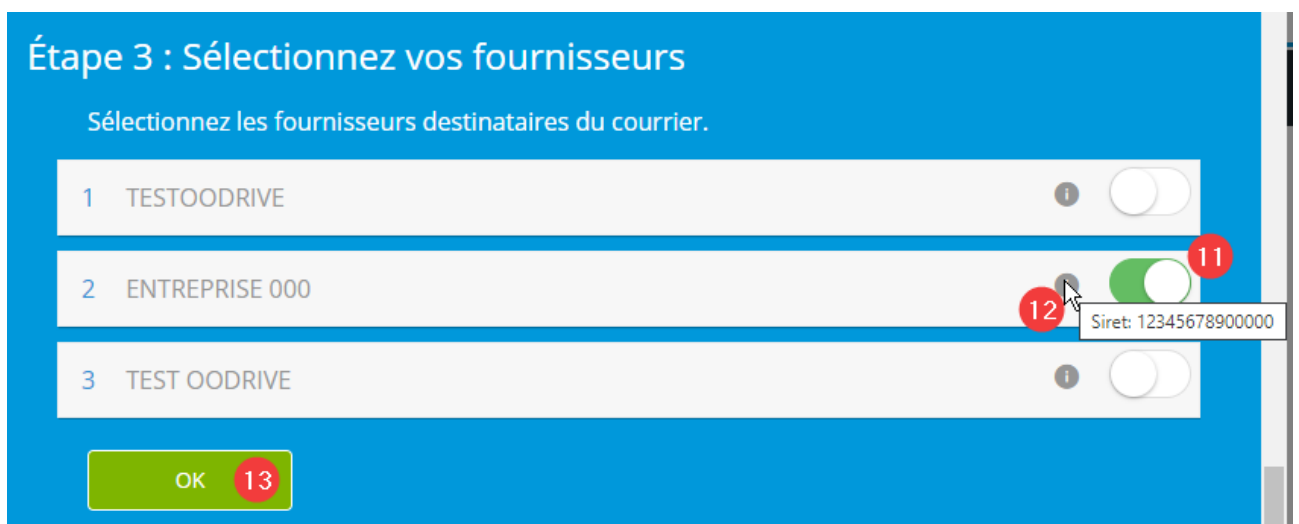 Étape 3 : Sélectionnez vos fournisseurs
Sélectionnez les fournisseurs destinataires du courrier.
1 TESTOODRIVE
11
2 ENTREPRISE 000
12
Siret: 12345678900000
3 TEST OODRIVE
OK 13